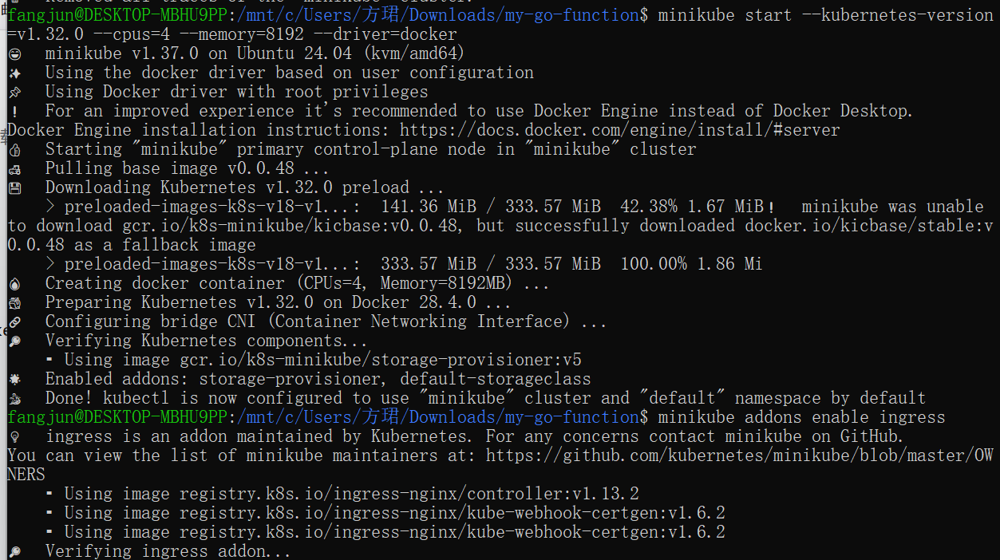 fangjun@DESKTOP-MBHU9PP:/mnt/c/Users/方珺/Downloads/my-go-function$ minikube start --kubernetes-version
=v1.32.0 --cpus=4 --memory=8192 --driver=docker
😄 minikube v1.37.0 on Ubuntu 24.04 (kvm/amd64)
✨ Using the docker driver based on user configuration
📌 Using Docker driver with root privileges
❗ For an improved experience it's recommended to use Docker Engine instead of Docker Desktop.
Docker Engine installation instructions: https://docs.docker.com/engine/install/#server
👍 Starting "minikube" primary control-plane node in "minikube" cluster
🚜 Pulling base image v0.0.48 ...
💾 Downloading Kubernetes v1.32.0 preload ...
> preloaded-images-k8s-v18-v1...: 141.36 MiB / 333.57 MiB 42.38% 1.67 MiB❗ minikube was unable
to download gcr.io/k8s-minikube/kicbase:v0.0.48, but successfully downloaded docker.io/kicbase/stable:v
0.0.48 as a fallback image
> preloaded-images-k8s-v18-v1...: 333.57 MiB / 333.57 MiB 100.00% 1.86 Mi
🔥 Creating docker container (CPUs=4, Memory=8192MB) ...
🐳 Preparing Kubernetes v1.32.0 on Docker 28.4.0 ...
🔗 Configuring bridge CNI (Container Networking Interface) ...
🔎 Verifying Kubernetes components...
▪ Using image gcr.io/k8s-minikube/storage-provisioner:v5
🌟 Enabled addons: storage-provisioner, default-storageclass
🏄 Done! kubectl is now configured to use "minikube" cluster and "default" namespace by default
fangjun@DESKTOP-MBHU9PP:/mnt/c/Users/方珺/Downloads/my-go-function$ minikube addons enable ingress
💡 ingress is an addon maintained by Kubernetes. For any concerns contact minikube on GitHub.
You can view the list of minikube maintainers at: https://github.com/kubernetes/minikube/blob/master/OW
NERS
▪ Using image registry.k8s.io/ingress-nginx/controller:v1.13.2
▪ Using image registry.k8s.io/ingress-nginx/kube-webhook-certgen:v1.6.2
▪ Using image registry.k8s.io/ingress-nginx/kube-webhook-certgen:v1.6.2
🔎 Verifying ingress addon...